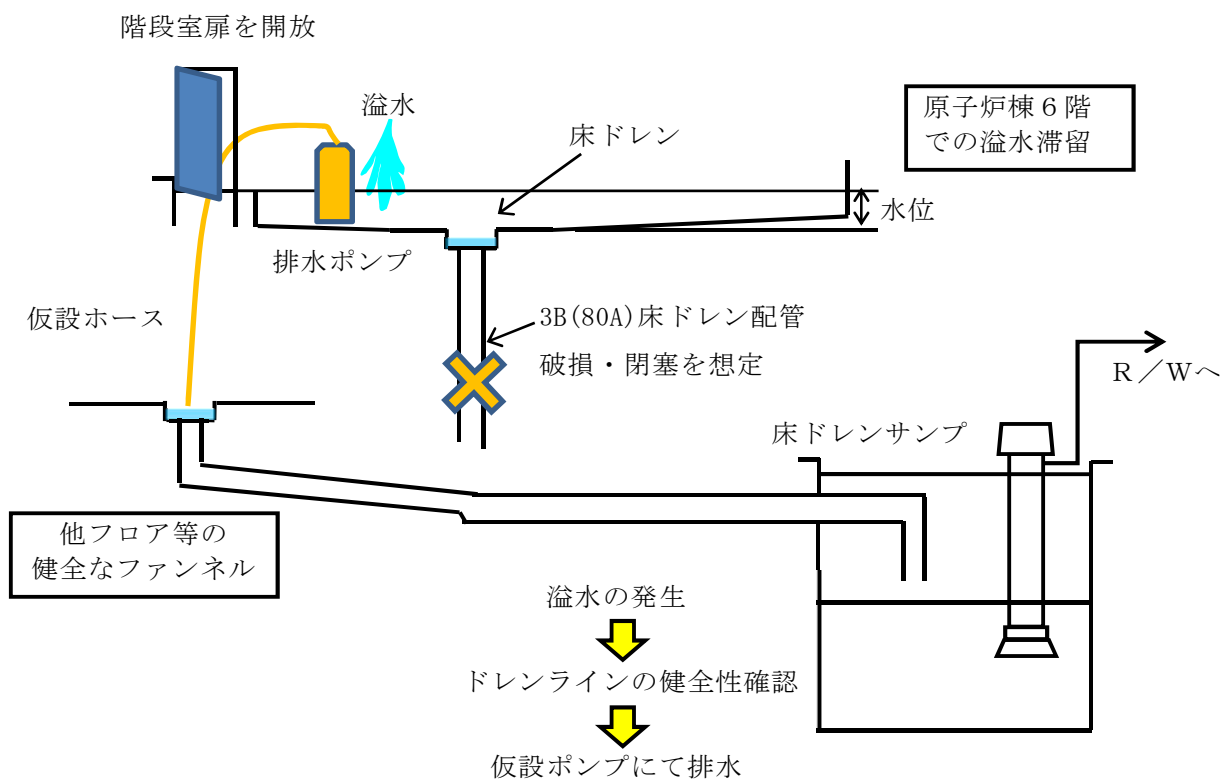 階段室扉を開放
溢水
床ドレン
原子炉棟６階
での溢水滞留
水位
排水ポンプ
仮設ホース
3B(80A)床ドレン配管
破損・閉塞を想定
Ｒ／Ｗへ
床ドレンサンプ
他フロア等の
健全なファンネル
溢水の発生
ドレンラインの健全性確認
仮設ポンプにて排水